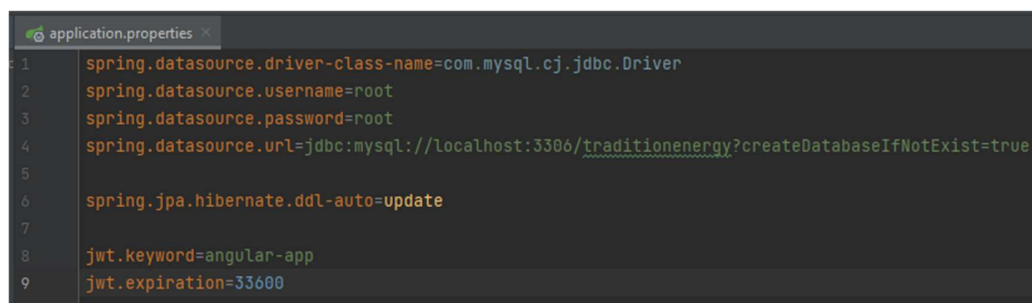 application.properties
1 spring.datasource.driver-class-name=com.mysql.cj.jdbc.Driver
2 spring.datasource.username=root
3 spring.datasource.password=root
4 spring.datasource.url=jdbc:mysql://localhost:3306/traditionenergy?createDatabaseIfNotExist=true
5
6 spring.jpa.hibernate.ddl-auto=update
7
8 jwt.keyword=angular-app
9 jwt.expiration=33600